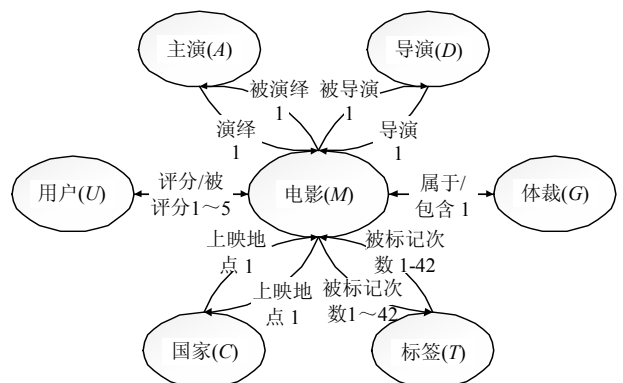 主演(A)
导演(D)
被演绎
1
被导演
1
演绎
1
导演
1
用户(U)
评分/被
评分1～5
电影(M)
属于/
包含 1
体裁(G)
上映地
点 1
被标记次
数 1-42
上映地
点 1
被标记次
数1～42
国家(C)
标签(T)